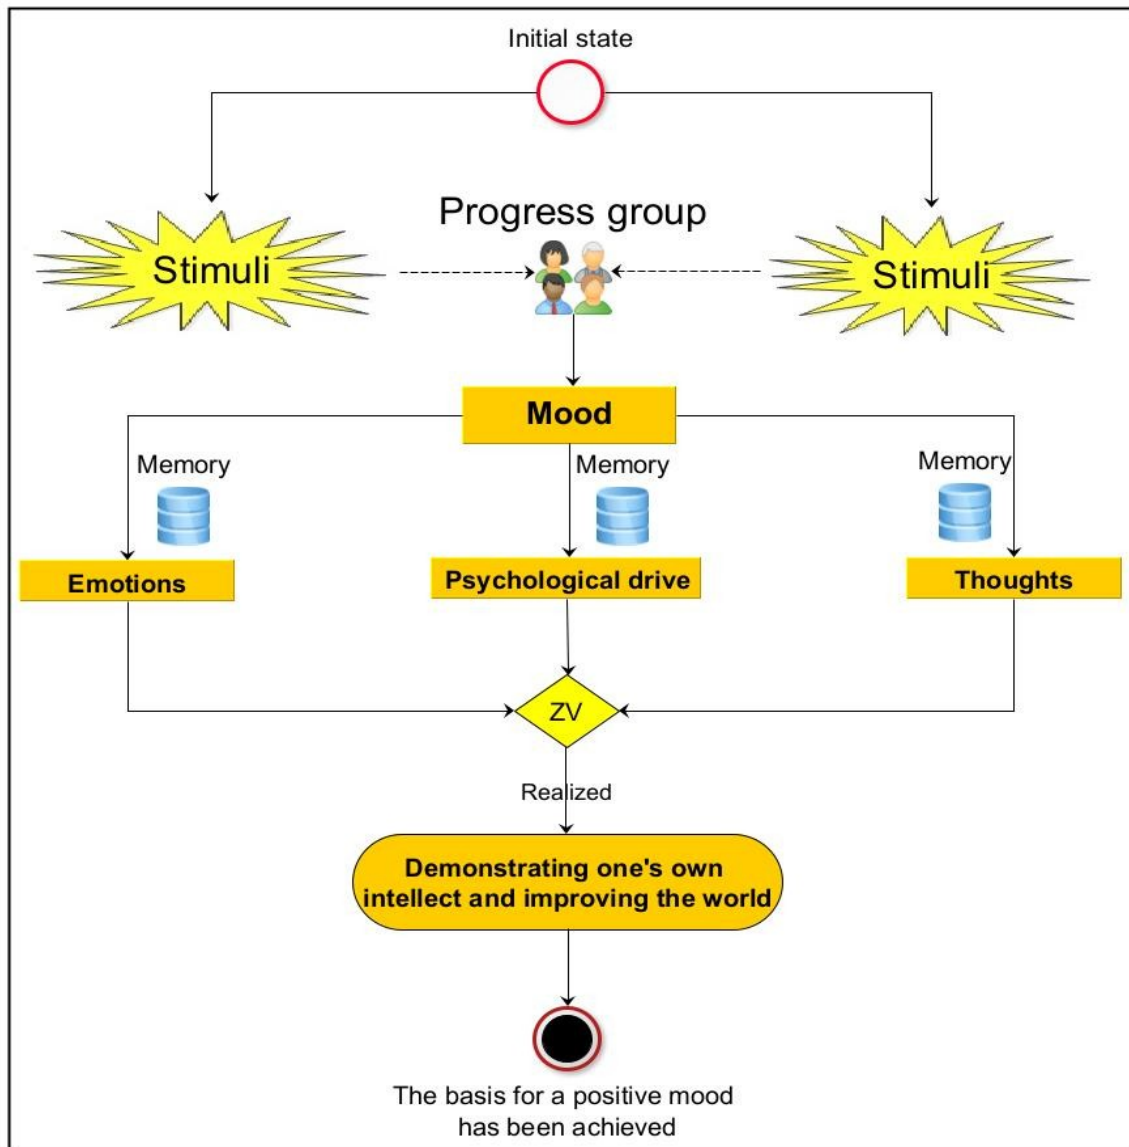 Initial state
Progress group
Stimuli
Stimuli
Mood
Memory
Memory
Memory
Emotions
Psychological drive
Thoughts
ZV
Realized
Demonstrating one's own
intellect and improving the world
The basis for a positive mood
has been achieved